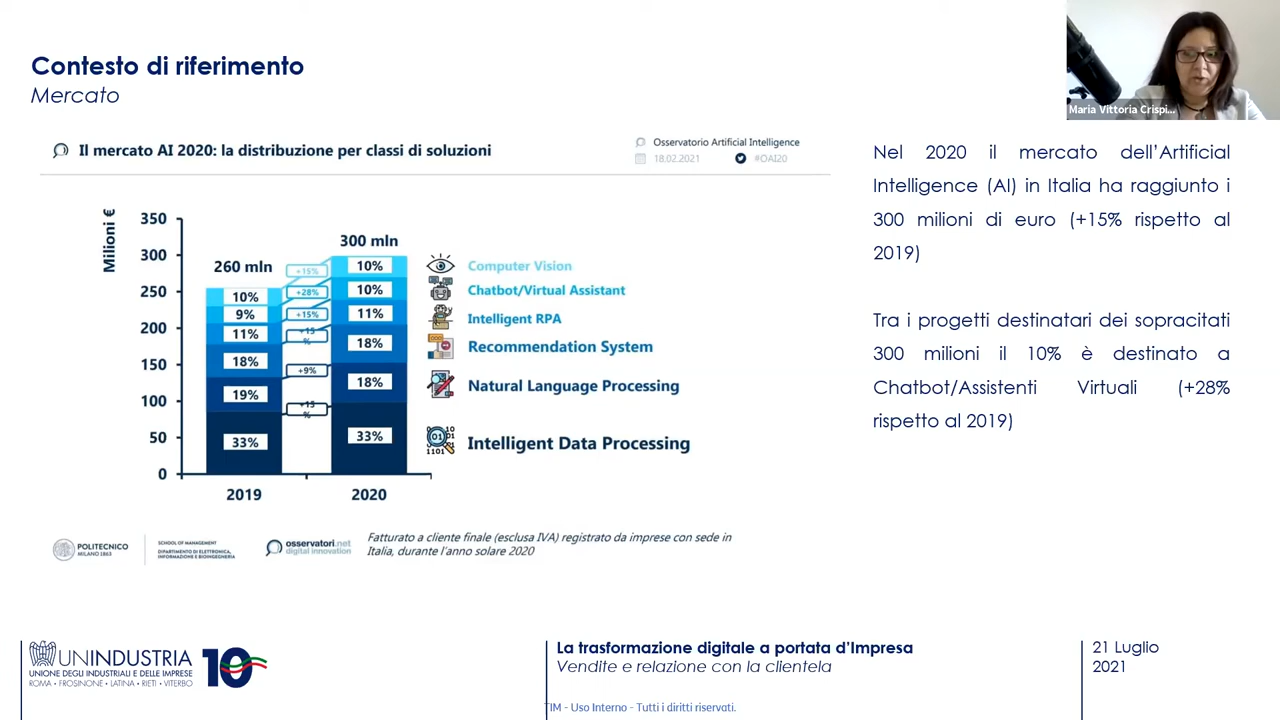 Contesto di riferimento
Mercato
Maria Vittoria Crispi...
Il mercato AI 2020: la distribuzione per classi di soluzioni
Osservatorio Artificial Intelligence
18.02.2021 #OAI20
Milioni €
350
300
250
200
150
100
50
0
260 mln
10%
9%
11%
18%
19%
33%
2019
+15%
+28%
+15%
+15%
+9%
+15%
300 mln
10%
10%
11%
18%
18%
33%
2020
Computer Vision
Chatbot/Virtual Assistant
Intelligent RPA
Recommendation System
Natural Language Processing
Intelligent Data Processing
Nel 2020 il mercato dell'Artificial
Intelligence (AI) in Italia ha raggiunto i
300 milioni di euro (+15% rispetto al
2019)
Tra i progetti destinatari dei sopracitati
300 milioni il 10% è destinato a
Chatbot/Assistenti Virtuali (+28%
rispetto al 2019)
POLITECNICO
MILANO 1863
SCHOOL OF MANAGEMENT
DIPARTIMENTO DI ELETTRONICA,
INFORMAZIONE E BIOINGEGNERIA
osservatori.net
digital innovation
Fatturato a cliente finale (esclusa IVA) registrato da imprese con sede in
Italia, durante l'anno solare 2020
UNINDUSTRIA 10
UNIONE DEGLI INDUSTRIALI E DELLE IMPRESE
ROMA • FROSINONE • LATINA • RIETI • VITERBO
La trasformazione digitale a portata d'Impresa
Vendite e relazione con la clientela
21 Luglio
2021
TIM - Uso Interno - Tutti i diritti riservati.